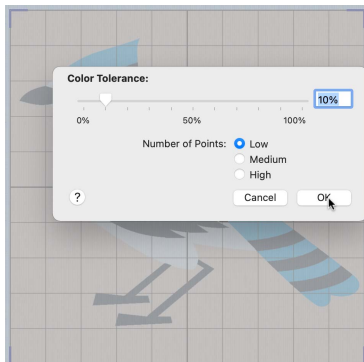 Color Tolerance:
10%
0% 50% 100%
Number of Points: Low
Medium
High
? Cancel OK